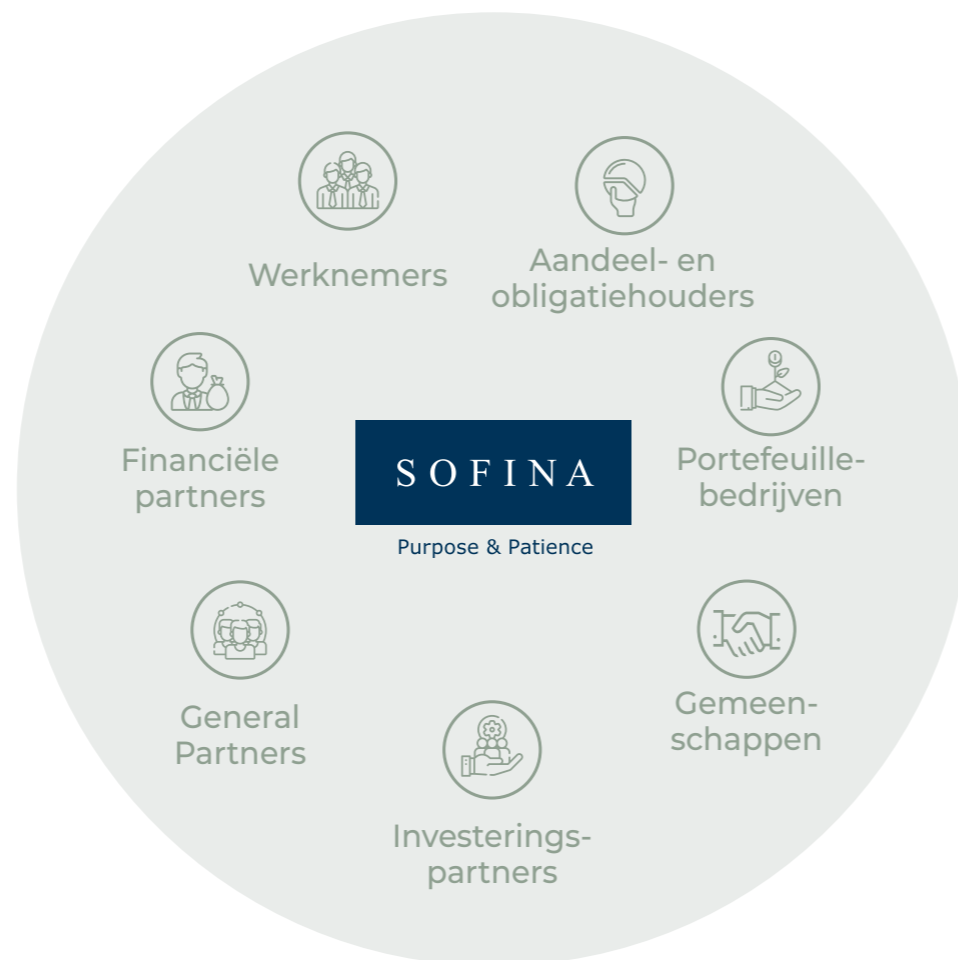 Werknemers
Aandeel- en
obligatiehouders
Financiële
partners
SOFINA
Purpose & Patience
Portefeuille-
bedrijven
General
Partners
Gemeen-
schappen
Investerings-
partners